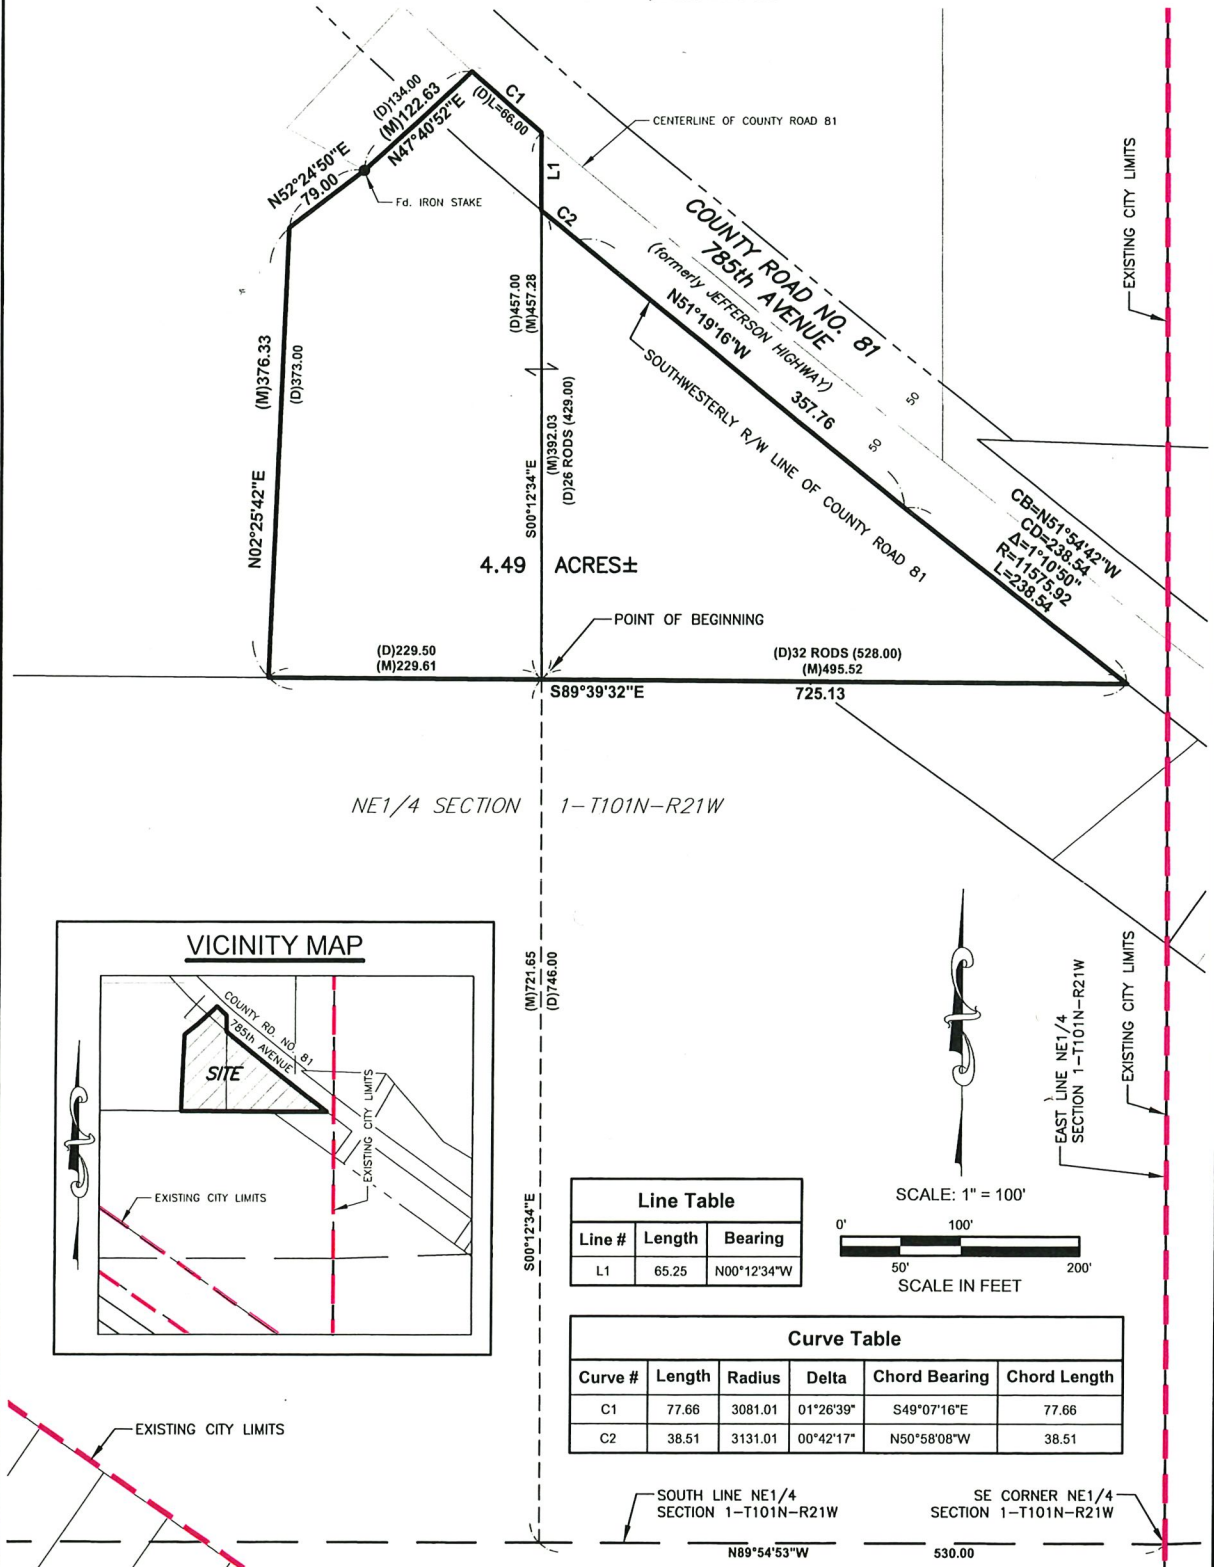 C1
(D)L=66.00
(D)134.00
(M)122.63
N47°40'52"E
N52°24'50"E
79.00
Fd. IRON STAKE
L1
C2
CENTERLINE OF COUNTY ROAD 81
COUNTY ROAD NO. 81
785th AVENUE
(formerly JEFFERSON HIGHWAY)
N51°19'16"W
357.76
SOUTHWESTERLY R/W LINE OF COUNTY ROAD 81
50
50
EXISTING CITY LIMITS
(D)457.00
(M)457.28
(M)376.33
(D)373.00
N02°25'42"E
S00°12'34"E
(M)392.03
(D)26 RODS (429.00)
CB=N51°54'42"W
CD=238.54
Δ=1°10'50"
R=11575.92
L=238.54
4.49 ACRES±
POINT OF BEGINNING
(D)229.50
(M)229.61
(D)32 RODS (528.00)
(M)495.52
S89°39'32"E
725.13
NE1/4 SECTION 1-T101N-R21W
VICINITY MAP
COUNTY RD. NO. 81
785th AVENUE
SITE
EXISTING CITY LIMITS
EXISTING CITY LIMITS
(M)721.65
(D)746.00
S00°12'34"E
EAST LINE NE1/4
SECTION 1-T101N-R21W
EXISTING CITY LIMITS
SCALE: 1" = 100'
0' 100'
50' 200'
SCALE IN FEET
Line Table
Line # Length Bearing
L1 65.25 N00°12'34"W
Curve Table
Curve # Length Radius Delta Chord Bearing Chord Length
C1 77.66 3081.01 01°26'39" S49°07'16"E 77.66
C2 38.51 3131.01 00°42'17" N50°58'08"W 38.51
EXISTING CITY LIMITS
SOUTH LINE NE1/4
SECTION 1-T101N-R21W
SE CORNER NE1/4
SECTION 1-T101N-R21W
N89°54'53"W 530.00